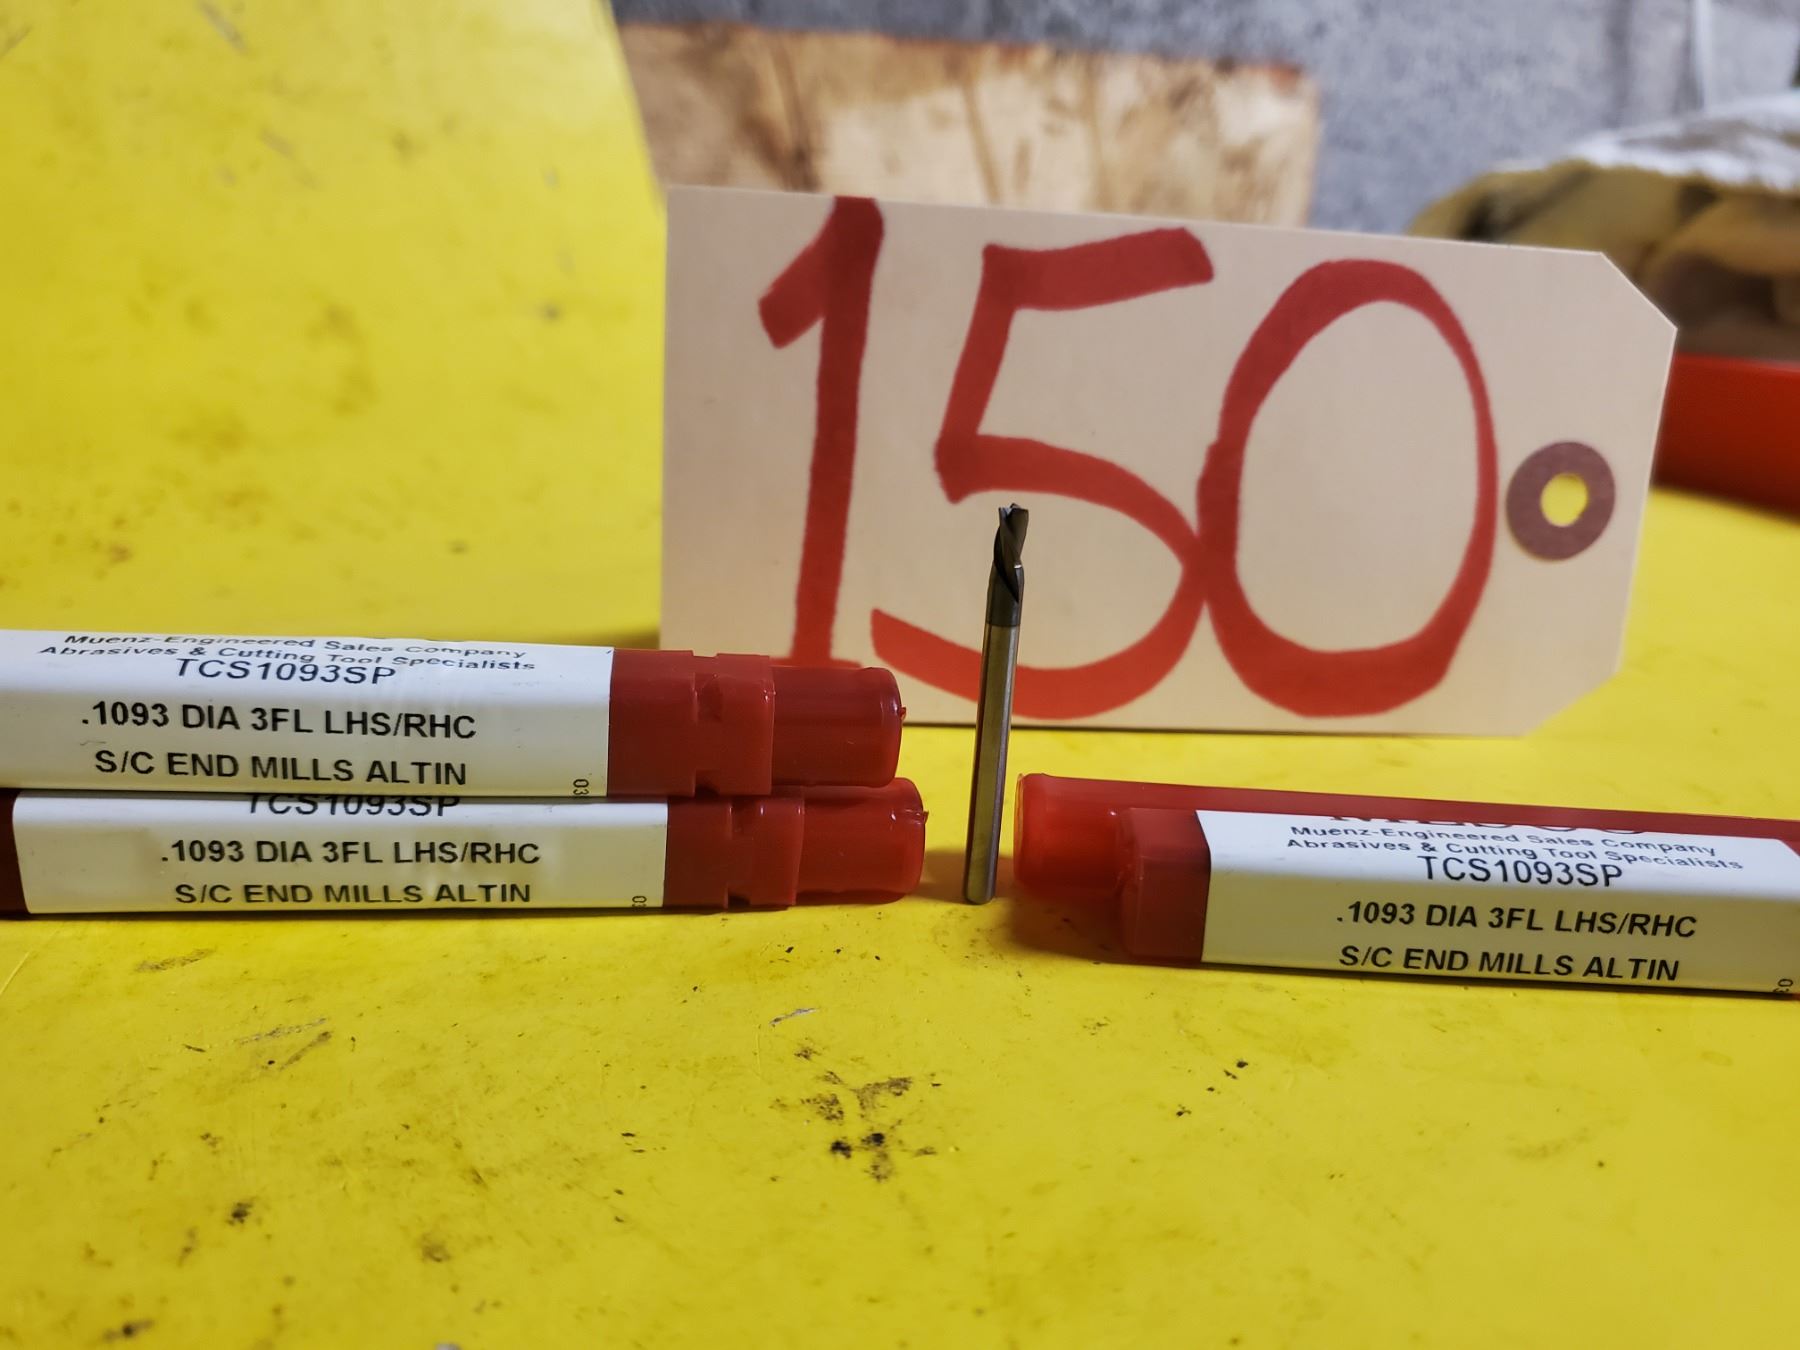 150
Muenz-Engineered Sales Company
Abrasives & Cutting Tool Specialists
TCS1093SP
.1093 DIA 3FL LHS/RHC
S/C END MILLS ALTIN
TCS1093SP
.1093 DIA 3FL LHS/RHC
S/C END MILLS ALTIN
Muenz-Engineered Sales Company
Abrasives & Cutting Tool Specialists
TCS1093SP
.1093 DIA 3FL LHS/RHC
S/C END MILLS ALTIN